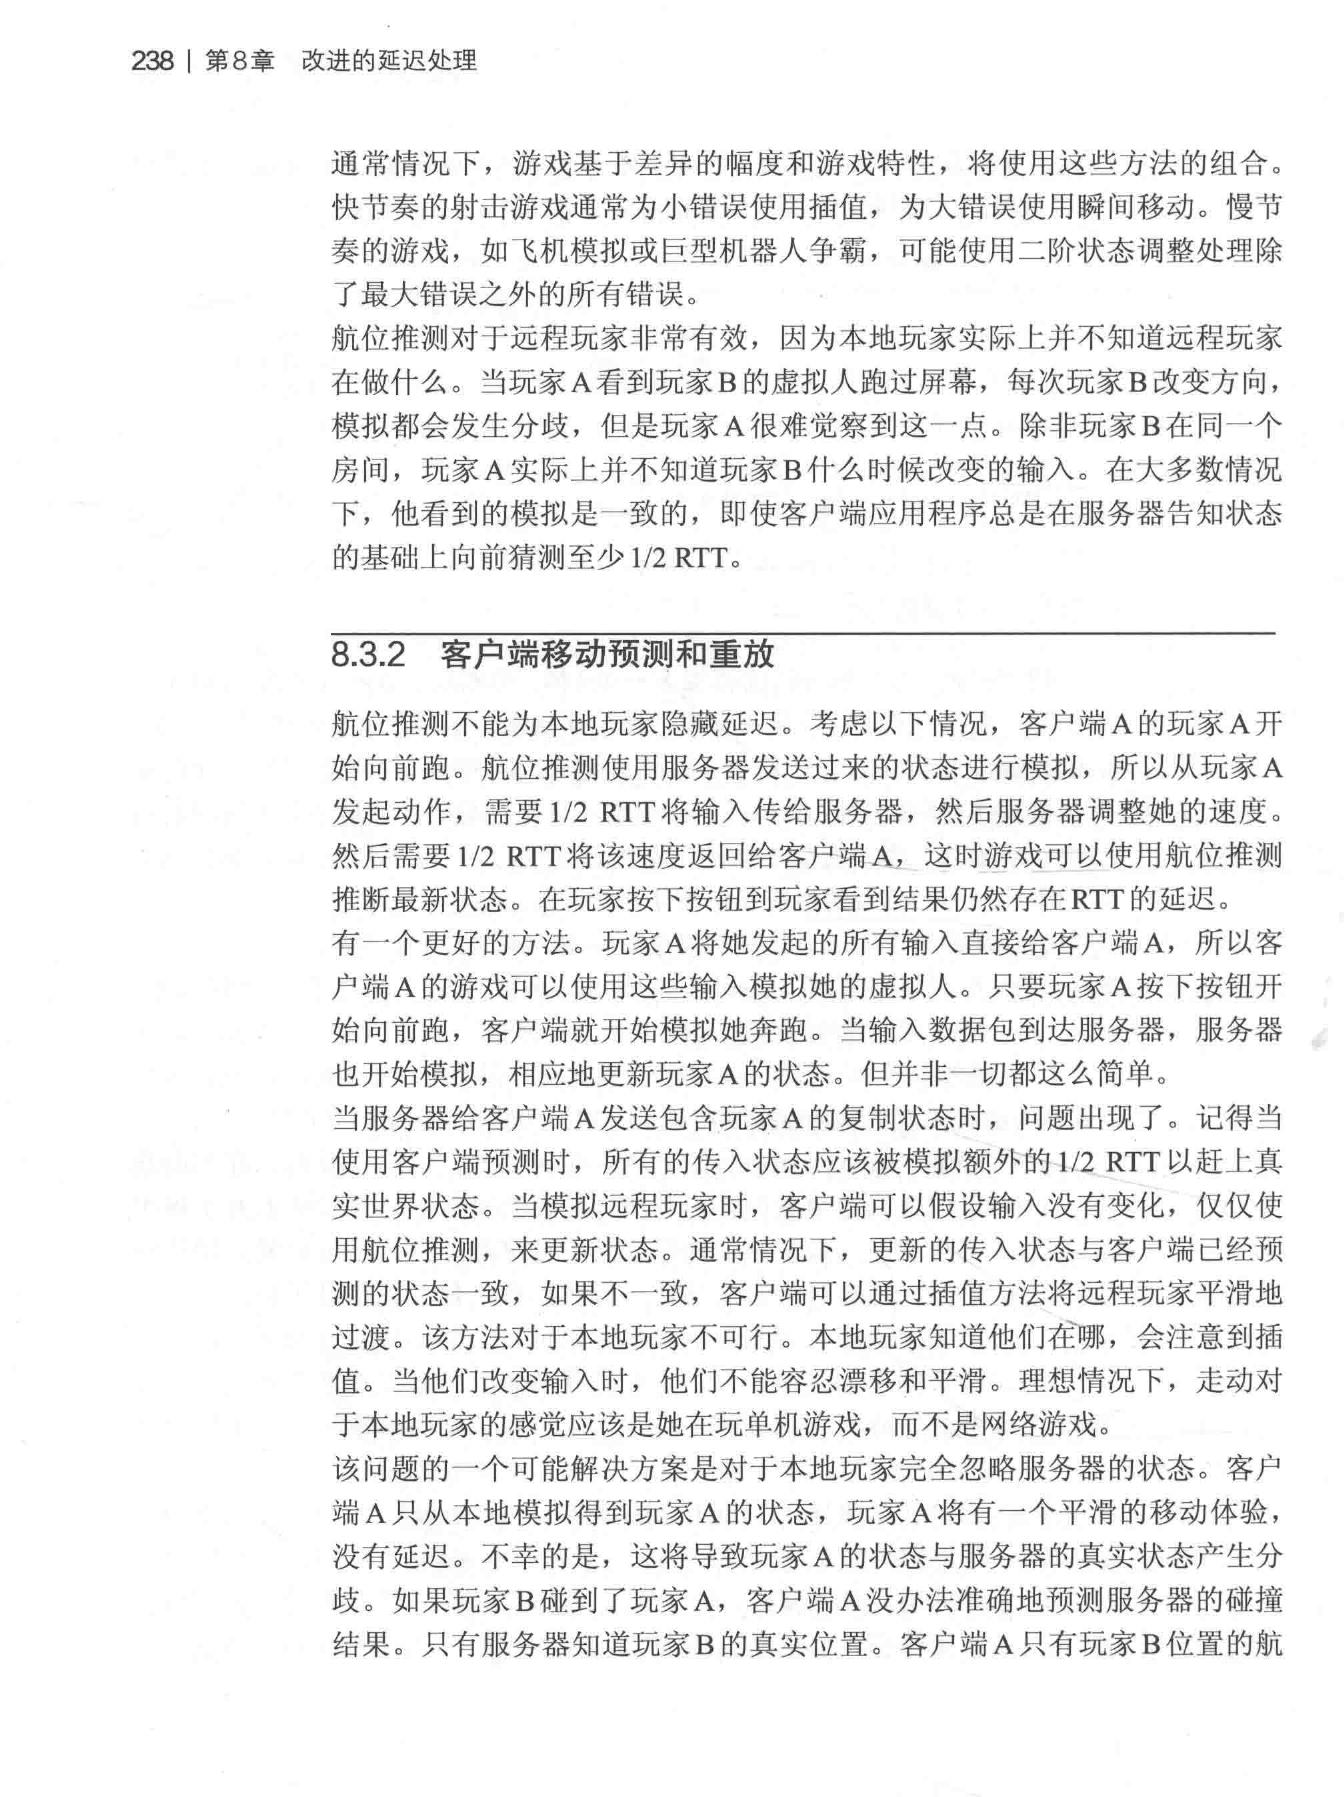 238 | 第8章 改进的延迟处理
通常情况下，游戏基于差异的幅度和游戏特性，将使用这些方法的组合。
快节奏的射击游戏通常为小错误使用插值，为大错误使用瞬间移动。慢节
奏的游戏，如飞机模拟或巨型机器人争霸，可能使用二阶状态调整处理除
了最大错误之外的所有错误。
航位推测对于远程玩家非常有效，因为本地玩家实际上并不知道远程玩家
在做什么。当玩家A看到玩家B的虚拟人跑过屏幕，每次玩家B改变方向，
模拟都会发生分歧，但是玩家A很难觉察到这一点。除非玩家B在同一个
房间，玩家A实际上并不知道玩家B什么时候改变的输入。在大多数情况
下，他看到的模拟是一致的，即使客户端应用程序总是在服务器告知状态
的基础上向前猜测至少1/2 RTT。
8.3.2 客户端移动预测和重放
航位推测不能为本地玩家隐藏延迟。考虑以下情况，客户端A的玩家A开
始向前跑。航位推测使用服务器发送过来的状态进行模拟，所以从玩家A
发起动作，需要1/2 RTT将输入传给服务器，然后服务器调整她的速度。
然后需要1/2 RTT将该速度返回给客户端A，这时游戏可以使用航位推测
推断最新状态。在玩家按下按钮到玩家看到结果仍然存在RTT的延迟。
有一个更好的方法。玩家A将她发起的所有输入直接给客户端A，所以客
户端A的游戏可以使用这些输入模拟她的虚拟人。只要玩家A按下按钮开
始向前跑，客户端就开始模拟她奔跑。当输入数据包到达服务器，服务器
也开始模拟，相应地更新玩家A的状态。但并非一切都这么简单。
当服务器给客户端A发送包含玩家A的复制状态时，问题出现了。记得当
使用客户端预测时，所有的传入状态应该被模拟额外的1/2 RTT以赶上真
实世界状态。当模拟远程玩家时，客户端可以假设输入没有变化，仅仅使
用航位推测，来更新状态。通常情况下，更新的传入状态与客户端已经预
测的状态一致，如果不一致，客户端可以通过插值方法将远程玩家平滑地
过渡。该方法对于本地玩家不可行。本地玩家知道他们在哪，会注意到插
值。当他们改变输入时，他们不能容忍漂移和平滑。理想情况下，走动对
于本地玩家的感觉应该是她在玩单机游戏，而不是网络游戏。
该问题的一个可能解决方案是对于本地玩家完全忽略服务器的状态。客户
端A只从本地模拟得到玩家A的状态，玩家A将有一个平滑的移动体验，
没有延迟。不幸的是，这将导致玩家A的状态与服务器的真实状态产生分
歧。如果玩家B碰到了玩家A，客户端A没办法准确地预测服务器的碰撞
结果。只有服务器知道玩家B的真实位置。客户端A只有玩家B位置的航